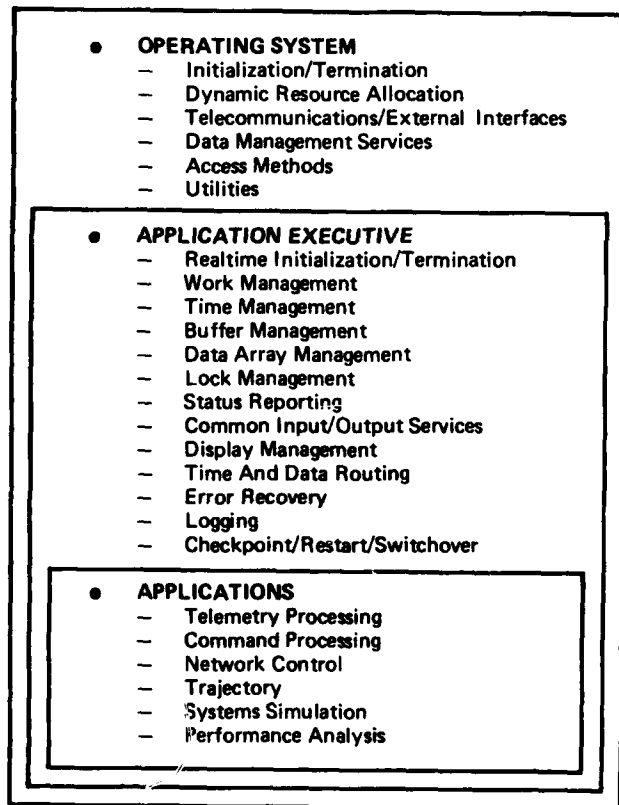 ● OPERATING SYSTEM
— Initialization/Termination
— Dynamic Resource Allocation
— Telecommunications/External Interfaces
— Data Management Services
— Access Methods
— Utilities
● APPLICATION EXECUTIVE
— Realtime Initialization/Termination
— Work Management
— Time Management
— Buffer Management
— Data Array Management
— Lock Management
— Status Reporting
— Common Input/Output Services
— Display Management
— Time And Data Routing
— Error Recovery
— Logging
— Checkpoint/Restart/Switchover
● APPLICATIONS
— Telemetry Processing
— Command Processing
— Network Control
— Trajectory
— Systems Simulation
— Performance Analysis